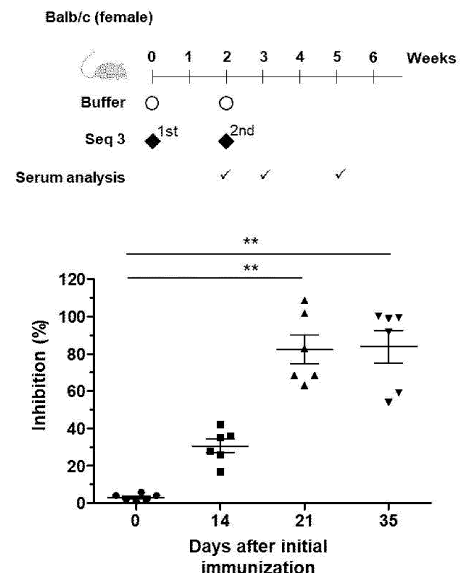 Balb/c (female)
0 1 2 3 4 5 6 Weeks
Buffer
Seq 3 1st 2nd
Serum analysis ✓ ✓ ✓
**
**
120
100
80
60
40
20
0
Inhibition (%)
0 14 21 35
Days after initial
immunization